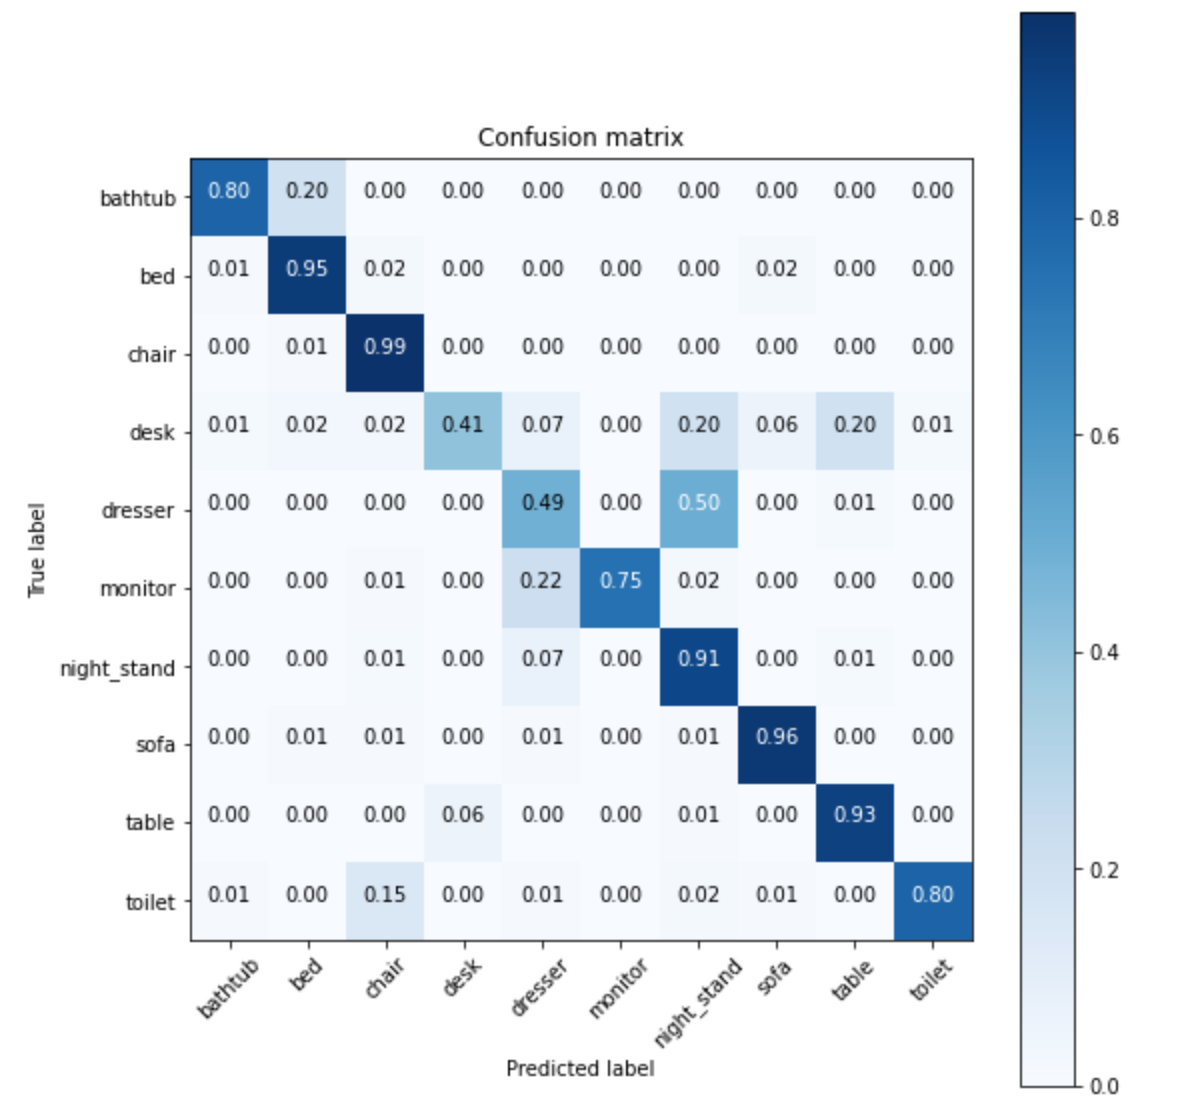 Confusion matrix
True label
bathtub 0.80 0.20 0.00 0.00 0.00 0.00 0.00 0.00 0.00 0.00
bed 0.01 0.95 0.02 0.00 0.00 0.00 0.00 0.02 0.00 0.00
chair 0.00 0.01 0.99 0.00 0.00 0.00 0.00 0.00 0.00 0.00
desk 0.01 0.02 0.02 0.41 0.07 0.00 0.20 0.06 0.20 0.01
dresser 0.00 0.00 0.00 0.00 0.49 0.00 0.50 0.00 0.01 0.00
monitor 0.00 0.00 0.01 0.00 0.22 0.75 0.02 0.00 0.00 0.00
night_stand 0.00 0.00 0.01 0.00 0.07 0.00 0.91 0.00 0.01 0.00
sofa 0.00 0.01 0.01 0.00 0.01 0.00 0.01 0.96 0.00 0.00
table 0.00 0.00 0.00 0.06 0.00 0.00 0.01 0.00 0.93 0.00
toilet 0.01 0.00 0.15 0.00 0.01 0.00 0.02 0.01 0.00 0.80
bathtub bed chair desk dresser monitor night_stand sofa table toilet
Predicted label
0.8
0.6
0.4
0.2
0.0